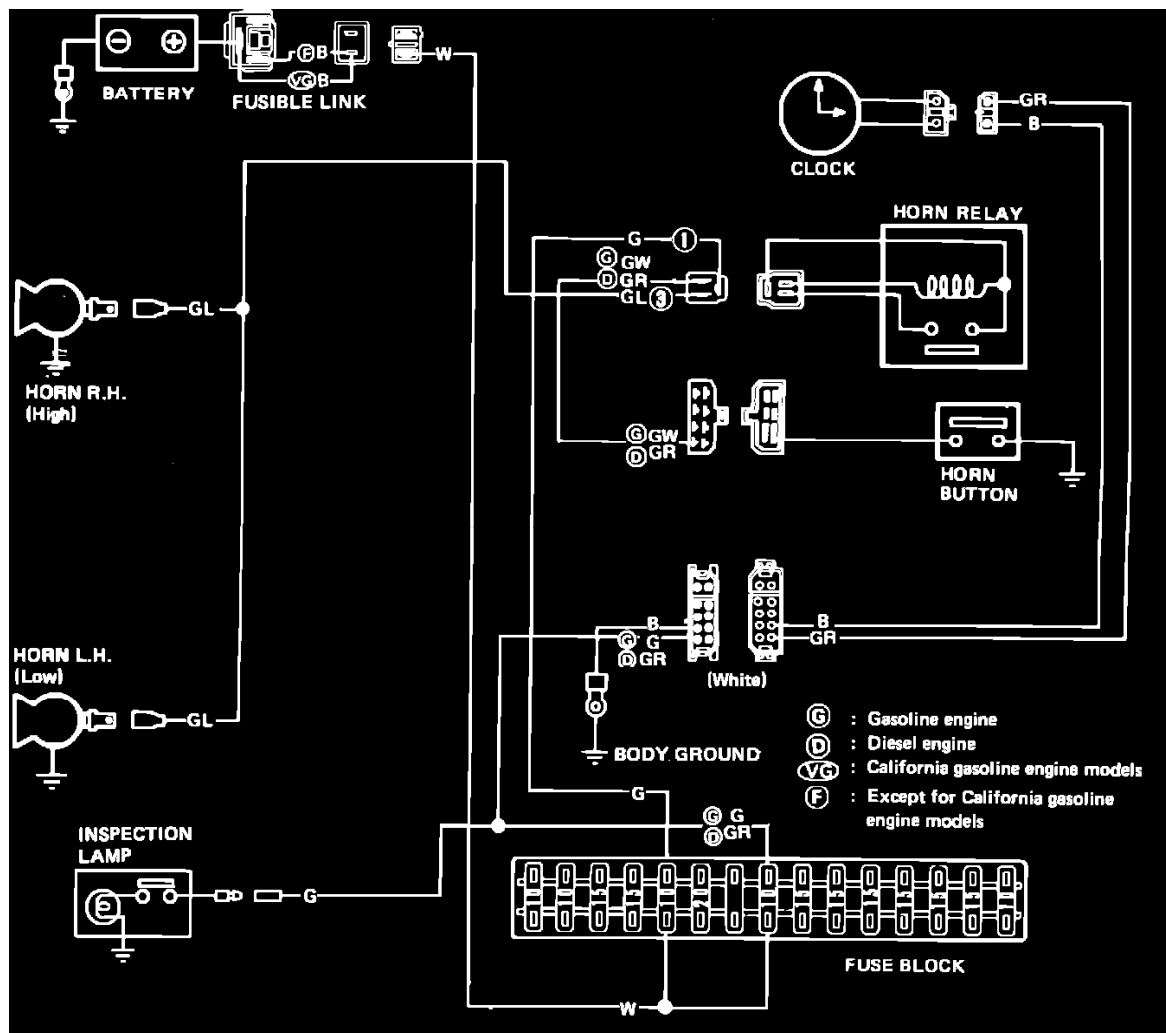 BATTERY
FUSIBLE LINK
F B
VG B
W
CLOCK
GR
B
HORN RELAY
G 1
G GW
D GR
GL 3
GL
HORN R.H.
(High)
G GW
D GR
HORN
BUTTON
B
G G
D GR
B
GR
(White)
HORN L.H.
(Low)
GL
BODY GROUND
G : Gasoline engine
D : Diesel engine
VG : California gasoline engine models
F : Except for California gasoline
engine models
G
G G
D GR
INSPECTION
LAMP
G
FUSE BLOCK
W